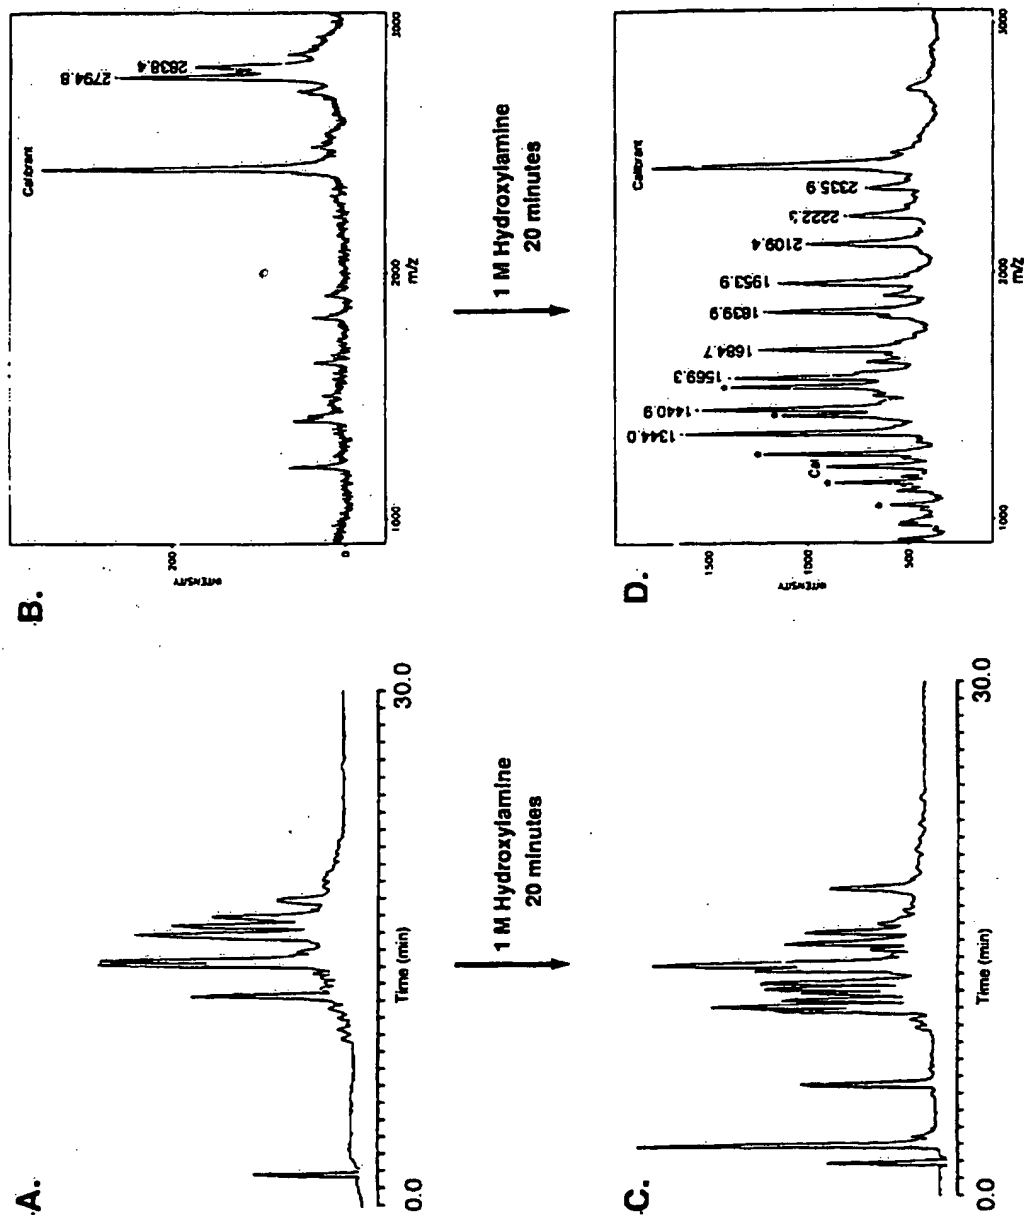 A.
0.0
Time (min)
30.0
B.
INTENSITY
200
0
Calibrant
2794.8
2838.4
1000
2000
3000
m/z
1 M Hydroxylamine
20 minutes
1 M Hydroxylamine
20 minutes
C.
0.0
Time (min)
30.0
D.
INTENSITY
1500
1000
500
*
*
Cal
*
1344.0
*
1440.9
*
1569.3
1684.7
1839.9
1953.9
2109.4
2222.3
2335.9
Calibrant
1000
2000
3000
m/z